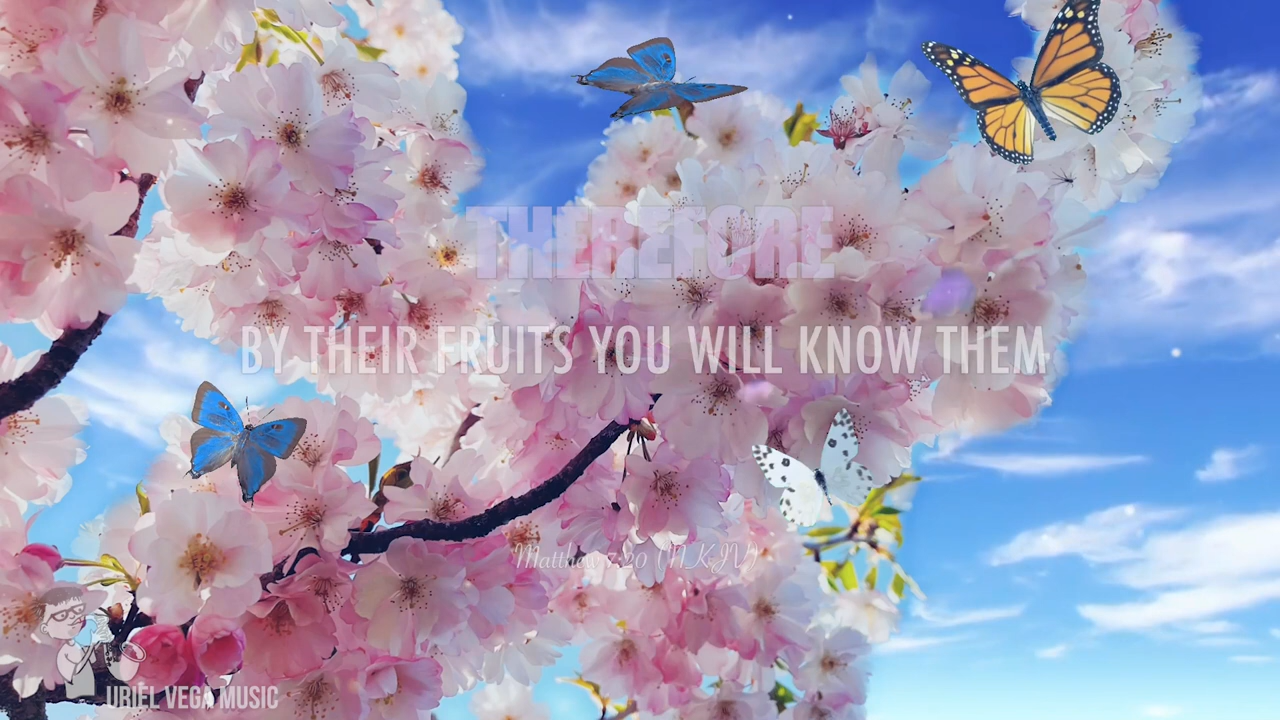 THEREFORE
BY THEIR FRUITS YOU WILL KNOW THEM
Matthew 7:20 (NKJV)
URIEL VEGA MUSIC